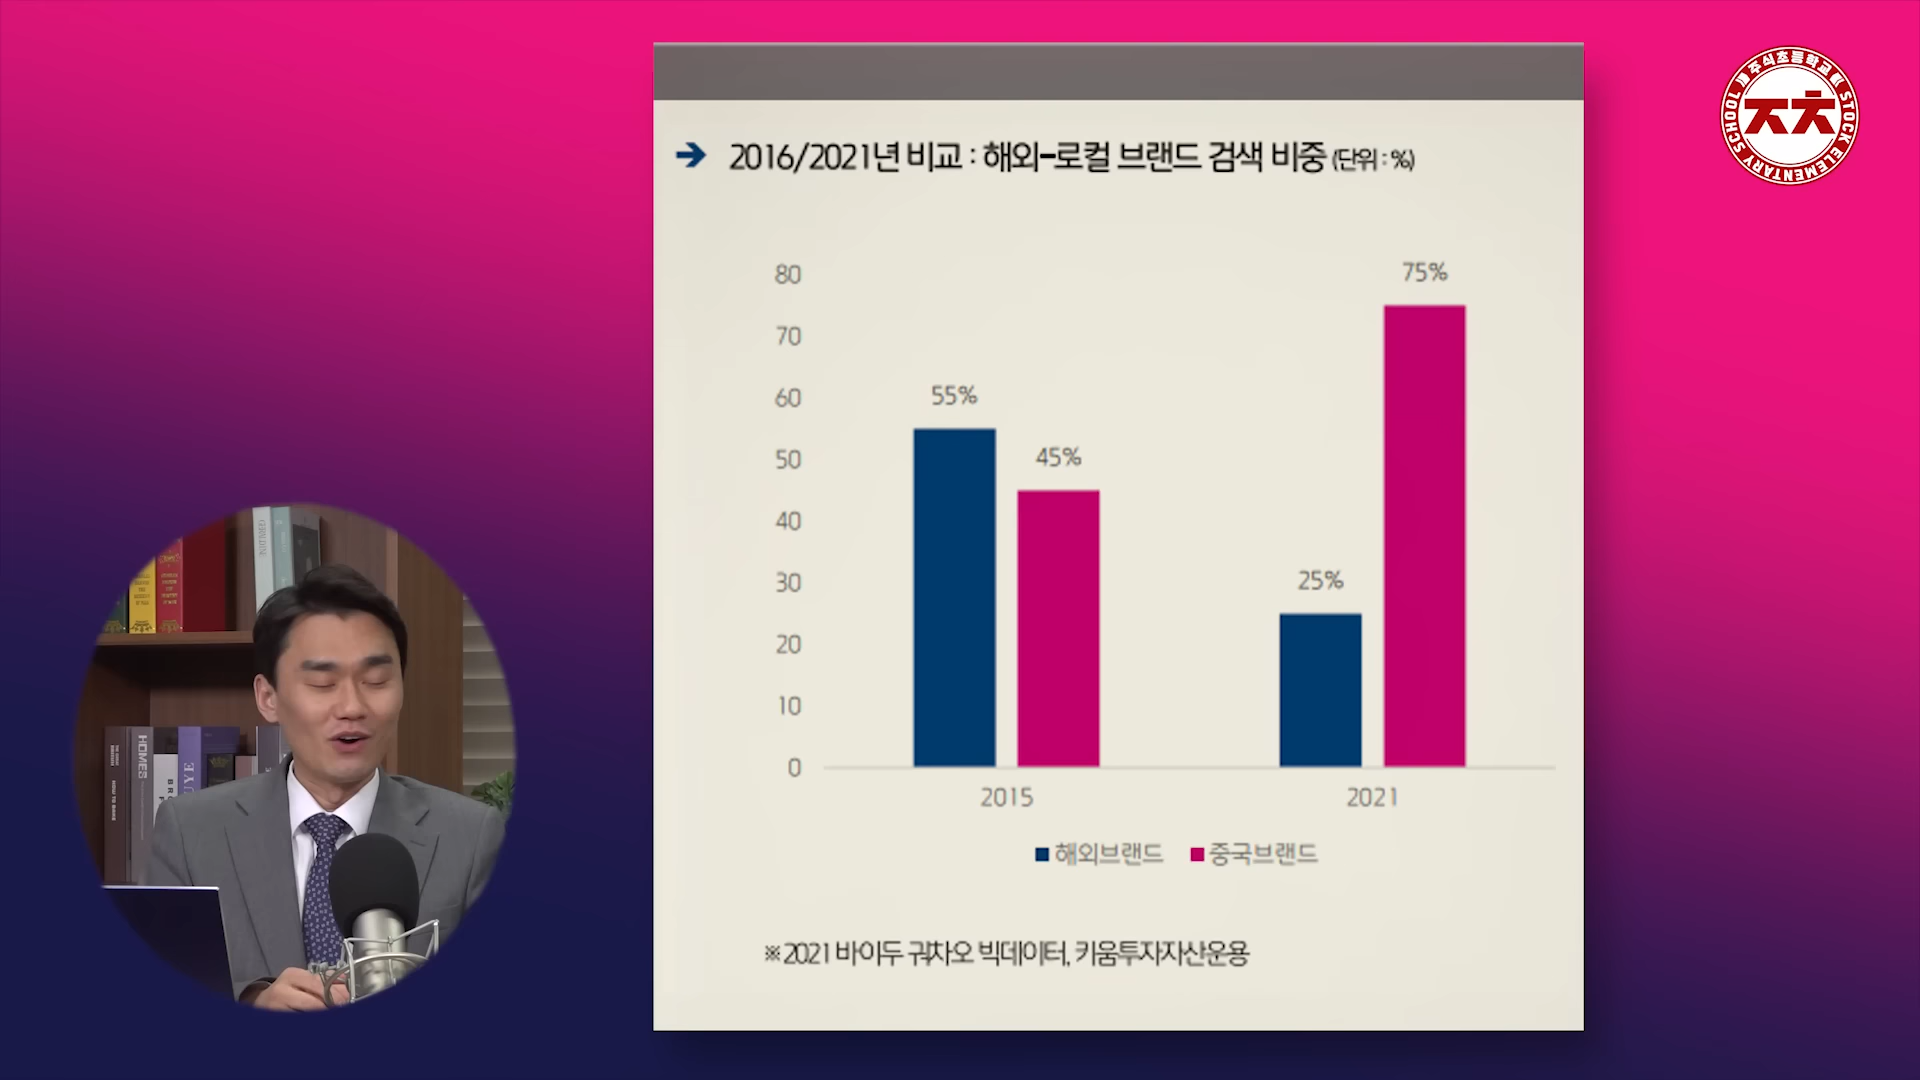 주식초등학교
STOCK ELEMENTARY SCHOOL
주초
2016/2021년 비교 : 해외-로컬 브랜드 검색 비중 (단위 : %)
80
70
60
50
40
30
20
10
0
55%
45%
25%
75%
2015
2021
해외브랜드
중국브랜드
※2021 바이두 궈차오 빅데이터, 키움투자자산운용
HOMES